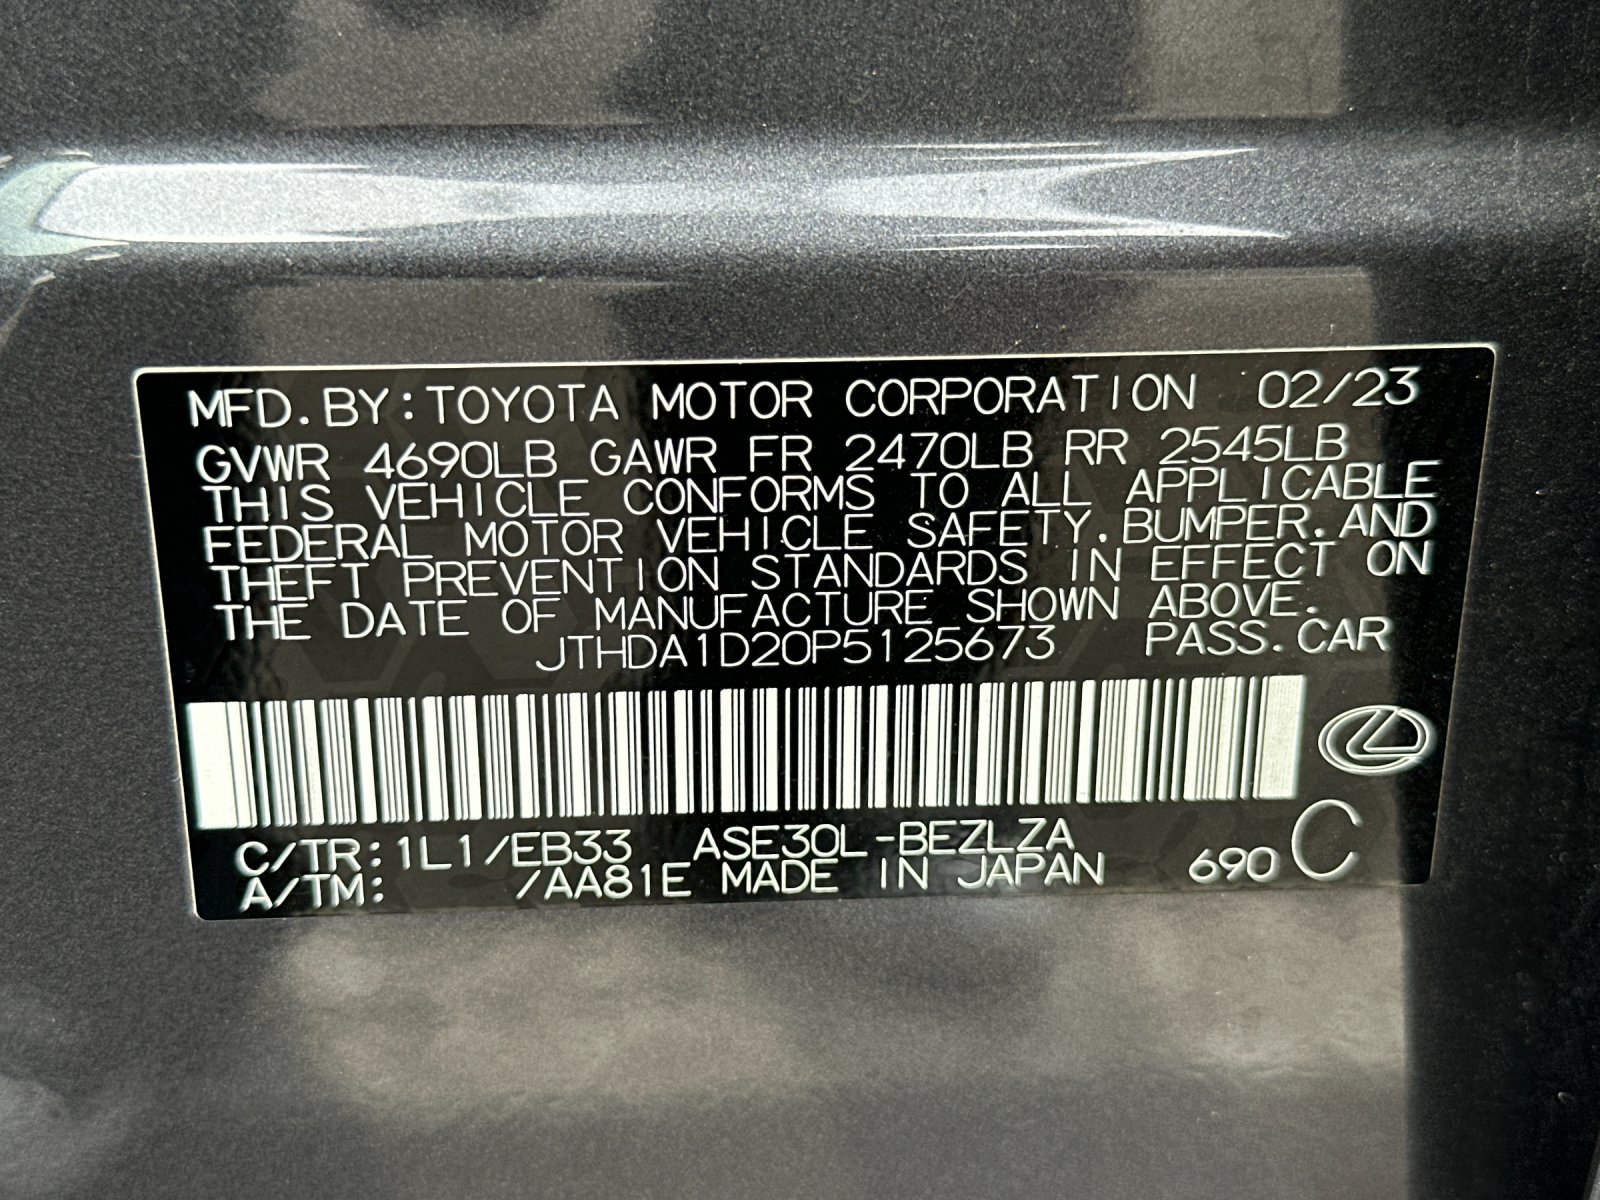 MFD.BY:TOYOTA MOTOR CORPORATION 02/23
GVWR 4690LB GAWR FR 2470LB RR 2545LB
THIS VEHICLE CONFORMS TO ALL APPLICABLE
FEDERAL MOTOR VEHICLE SAFETY.BUMPER.AND
THEFT PREVENTION STANDARDS IN EFFECT ON
THE DATE OF MANUFACTURE SHOWN ABOVE.
JTHDA1D20P5125673 PASS.CAR
C/TR:1L1/EB33 ASE30L-BEZLZA
A/TM: /AA81E MADE IN JAPAN 690 C